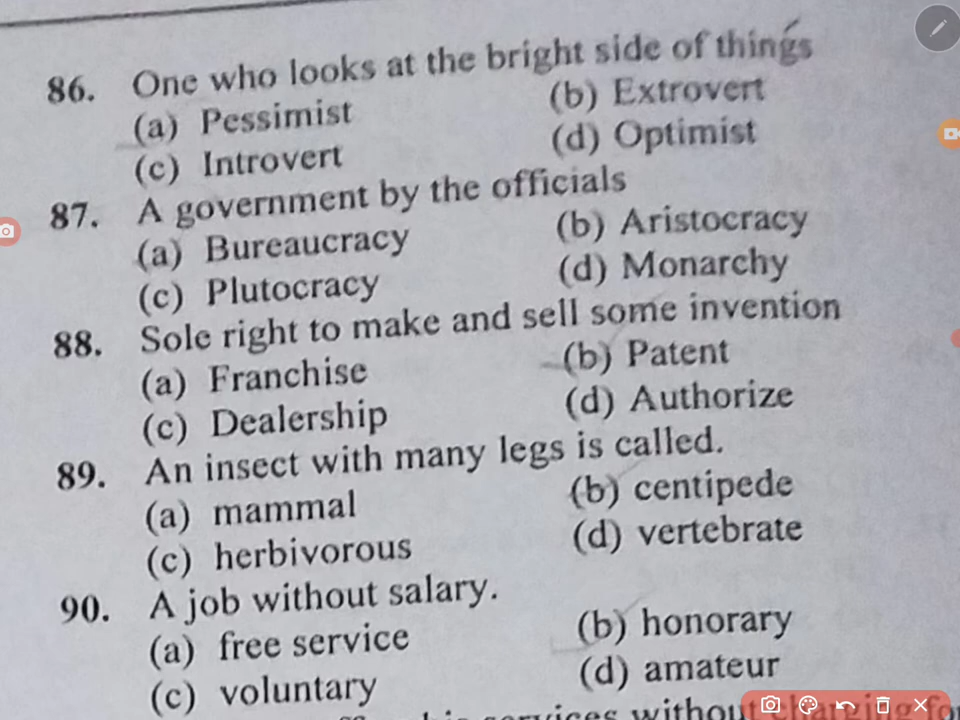 86. One who looks at the bright side of things
(a) Pessimist (b) Extrovert
(c) Introvert (d) Optimist
87. A government by the officials
(a) Bureaucracy (b) Aristocracy
(c) Plutocracy (d) Monarchy
88. Sole right to make and sell some invention
(a) Franchise (b) Patent
(c) Dealership (d) Authorize
89. An insect with many legs is called.
(a) mammal (b) centipede
(c) herbivorous (d) vertebrate
90. A job without salary.
(a) free service (b) honorary
(c) voluntary (d) amateur
services without